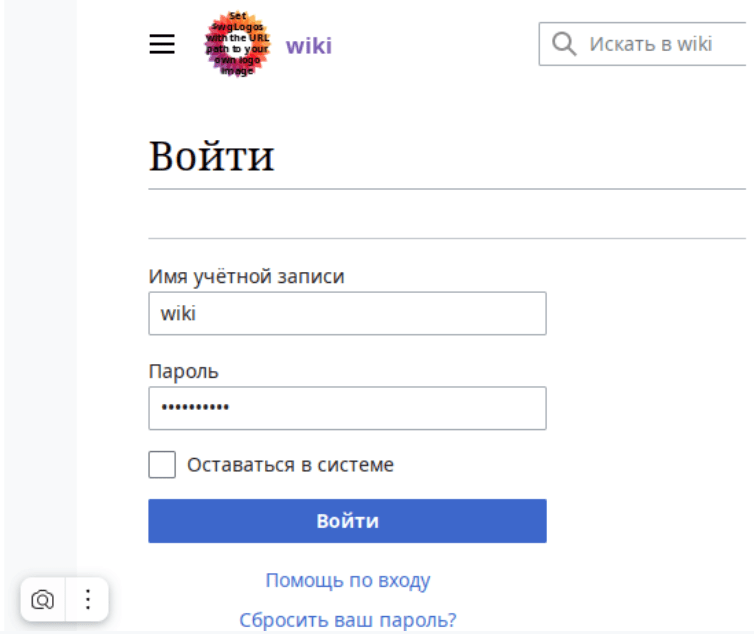 Set
$wgLogos
with the URL
path to your
own logo
image
wiki
Искать в wiki
Войти
Имя учётной записи
wiki
Пароль
••••••••••
Оставаться в системе
Войти
Помощь по входу
Сбросить ваш пароль?